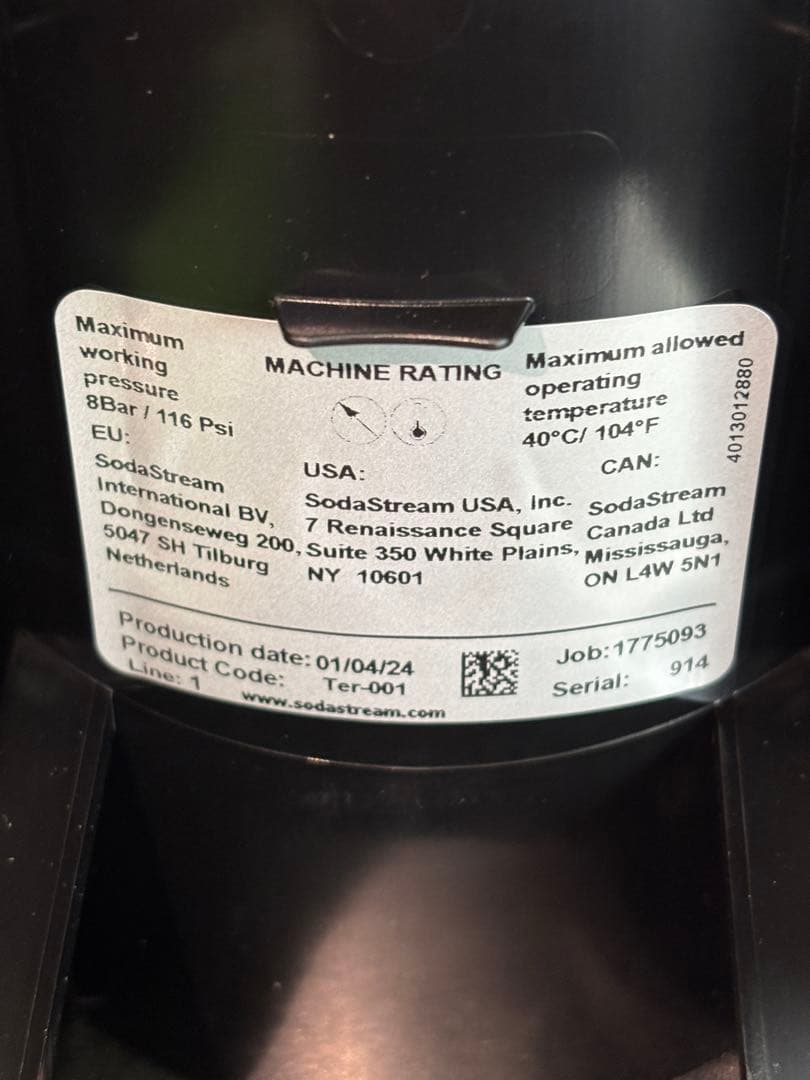 Maximum
working
pressure
8Bar / 116 Psi
MACHINE RATING
Maximum allowed
operating
temperature
40°C/ 104°F
4013012880
EU:
SodaStream
International BV,
Dongenseweg 200,
5047 SH Tilburg
Netherlands
USA:
SodaStream USA, Inc.
7 Renaissance Square
Suite 350 White Plains,
NY 10601
CAN:
SodaStream
Canada Ltd
Mississauga,
ON L4W 5N1
Production date: 01/04/24
Product Code: Ter-001
Line: 1
www.sodastream.com
Job:1775093
Serial: 914